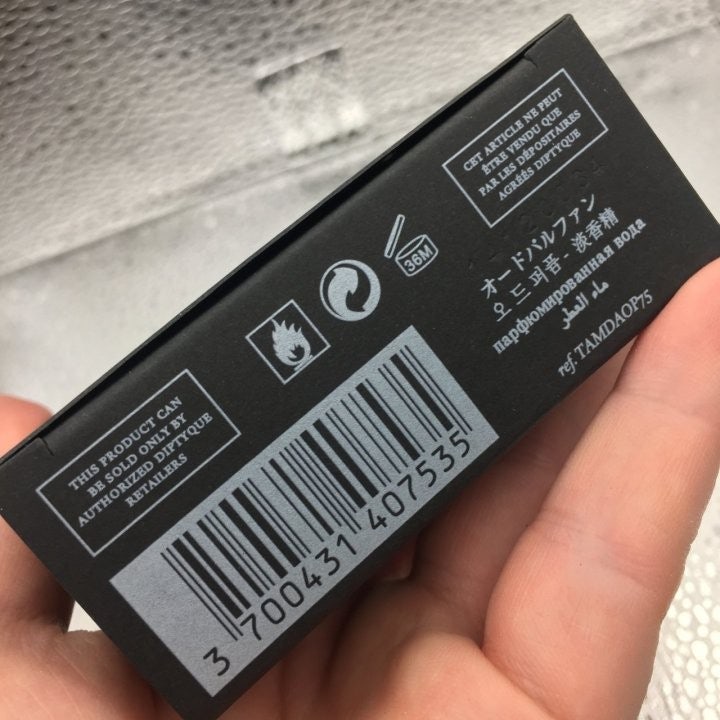 THIS PRODUCT CAN
BE SOLD ONLY BY
AUTHORIZED DIPTYQUE
RETAILERS
3 700431 407535
36M
CET ARTICLE NE PEUT
ÊTRE VENDU QUE
PAR LES DÉPOSITAIRES
AGRÉÉS DIPTYQUE
オードパルファン
오 드 퍼퓸 - 淡香精
парфюмированная вода
ماء العطر
ref. TAMDAOP75